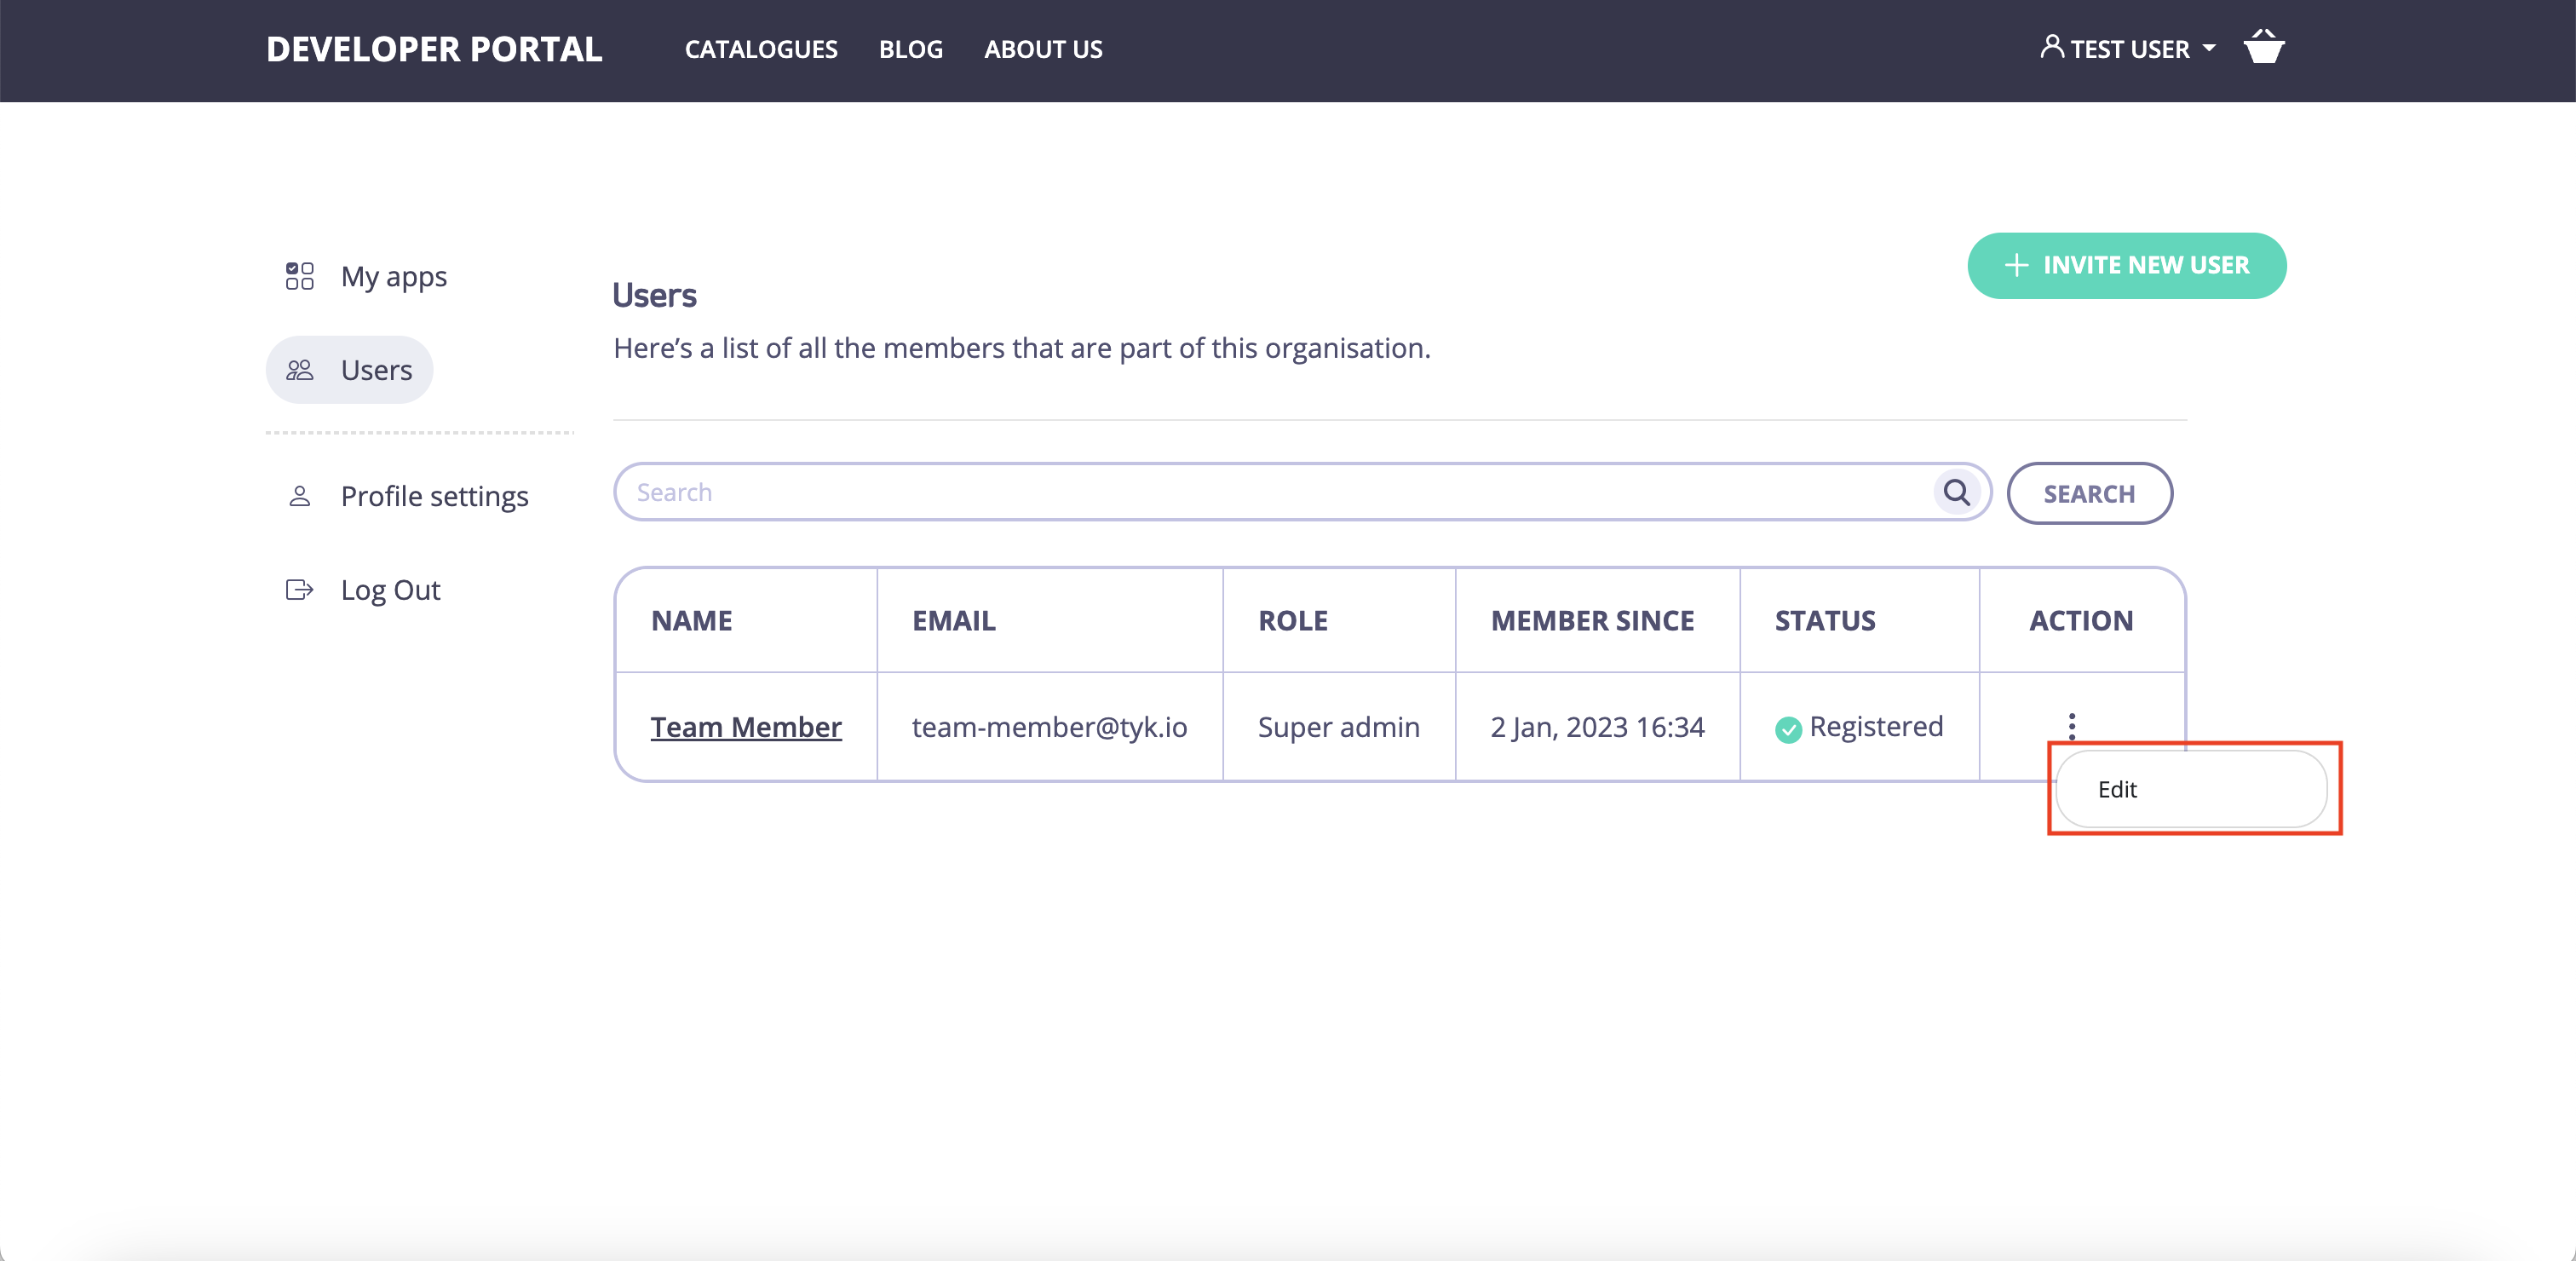 DEVELOPER PORTAL CATALOGUES BLOG ABOUT US TEST USER
My apps
Users
Profile settings
Log Out
INVITE NEW USER
Users
Here’s a list of all the members that are part of this organisation.
Search SEARCH
NAME EMAIL ROLE MEMBER SINCE STATUS ACTION
Team Member team-member@tyk.io Super admin 2 Jan, 2023 16:34 Registered
Edit